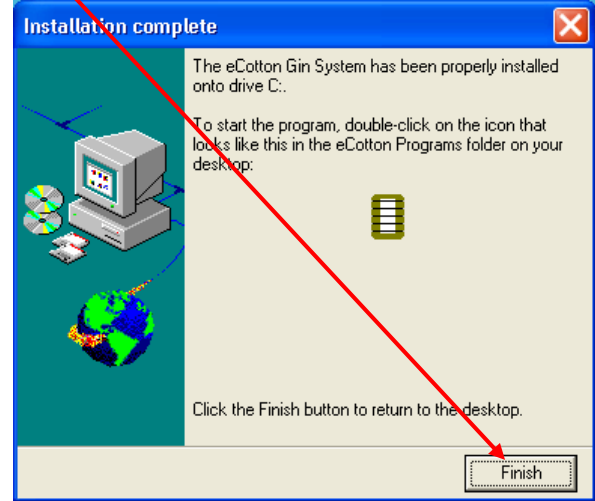 Installation complete
The eCotton Gin System has been properly installed
onto drive C:.
To start the program, double-click on the icon that
looks like this in the eCotton Programs folder on your
desktop:
Click the Finish button to return to the desktop.
Finish